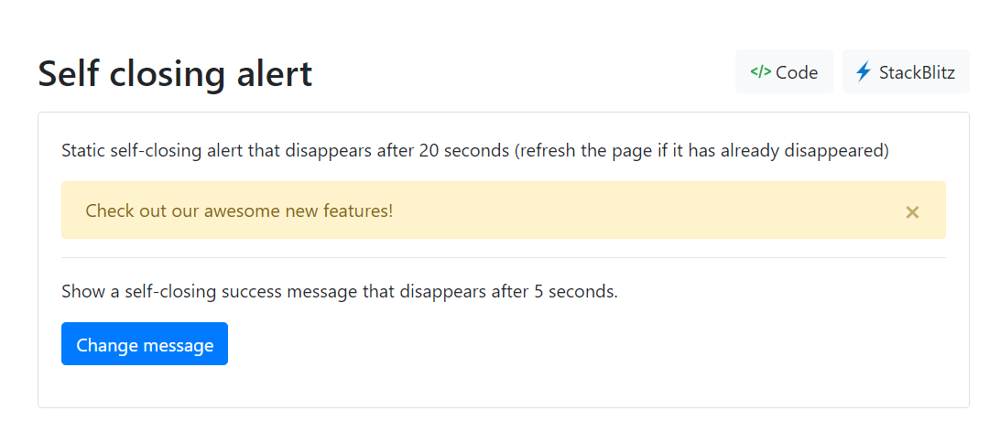 Self closing alert
</> Code
StackBlitz
Static self-closing alert that disappears after 20 seconds (refresh the page if it has already disappeared)
Check out our awesome new features!
×
Show a self-closing success message that disappears after 5 seconds.
Change message